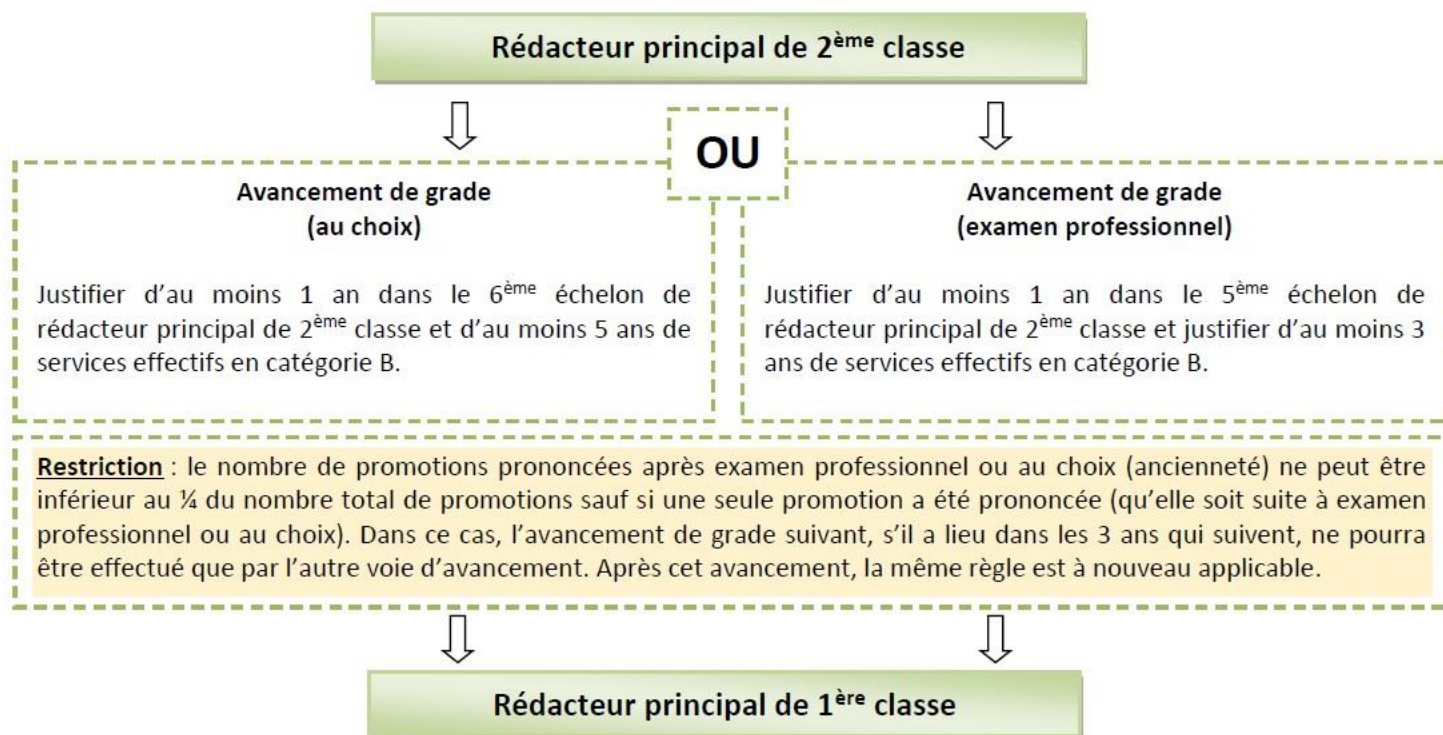 Rédacteur principal de 2ème classe
OU
Avancement de grade
(au choix)
Justifier d'au moins 1 an dans le 6ème échelon de
rédacteur principal de 2ème classe et d'au moins 5 ans de
services effectifs en catégorie B.
Avancement de grade
(examen professionnel)
Justifier d'au moins 1 an dans le 5ème échelon de
rédacteur principal de 2ème classe et justifier d'au moins 3
ans de services effectifs en catégorie B.
Restriction : le nombre de promotions prononcées après examen professionnel ou au choix (ancienneté) ne peut être
inférieur au ¼ du nombre total de promotions sauf si une seule promotion a été prononcée (qu'elle soit suite à examen
professionnel ou au choix). Dans ce cas, l'avancement de grade suivant, s'il a lieu dans les 3 ans qui suivent, ne pourra
être effectué que par l'autre voie d'avancement. Après cet avancement, la même règle est à nouveau applicable.
Rédacteur principal de 1ère classe